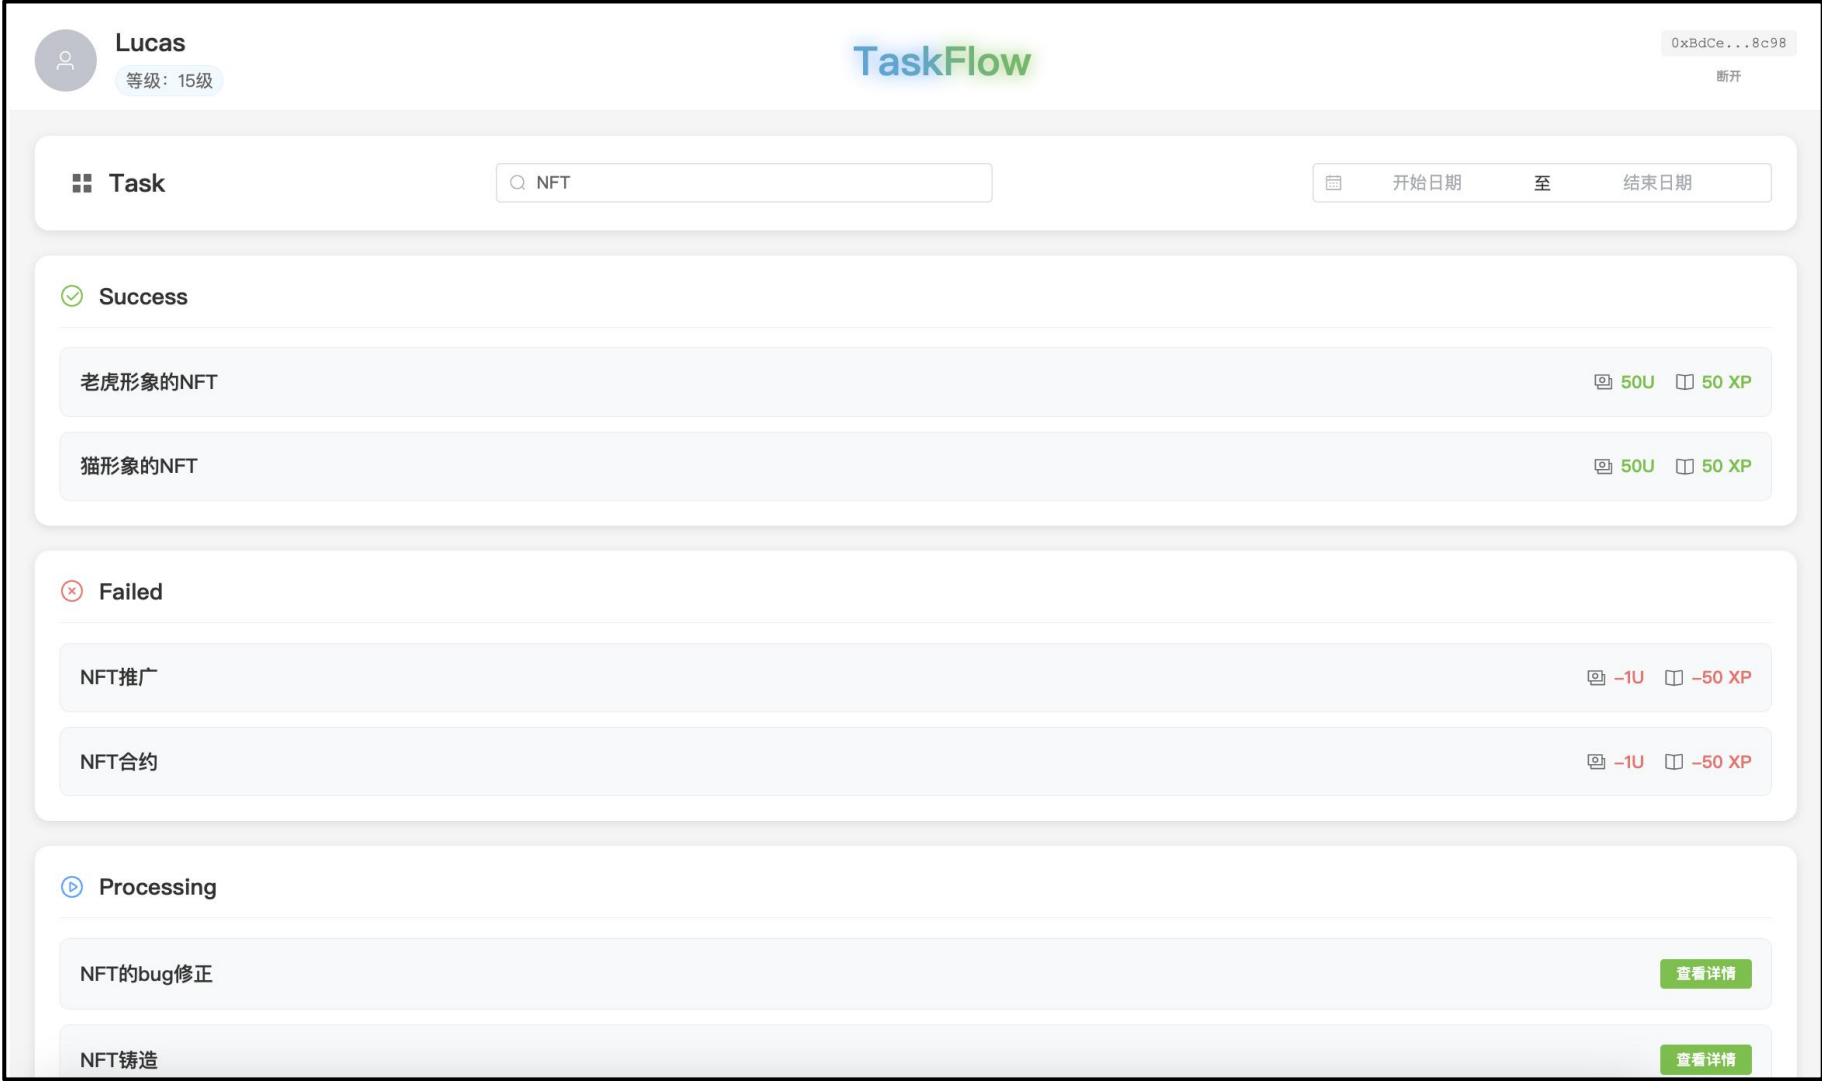 Lucas
等级：15级
TaskFlow
0xBdCe...8c98
断开
Task
NFT
开始日期 至 结束日期
Success
老虎形象的NFT 50U 50 XP
猫形象的NFT 50U 50 XP
Failed
NFT推广 -1U -50 XP
NFT合约 -1U -50 XP
Processing
NFT的bug修正 查看详情
NFT铸造 查看详情